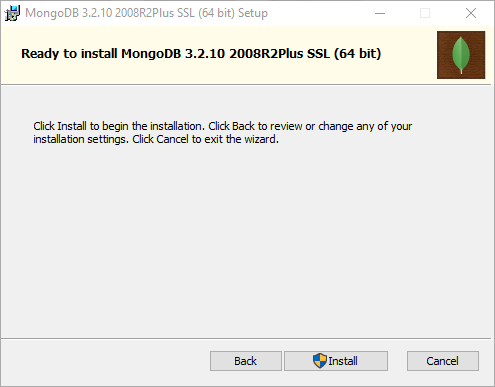 MongoDB 3.2.10 2008R2Plus SSL (64 bit) Setup
Ready to install MongoDB 3.2.10 2008R2Plus SSL (64 bit)
Click Install to begin the installation. Click Back to review or change any of your
installation settings. Click Cancel to exit the wizard.
Back Install Cancel